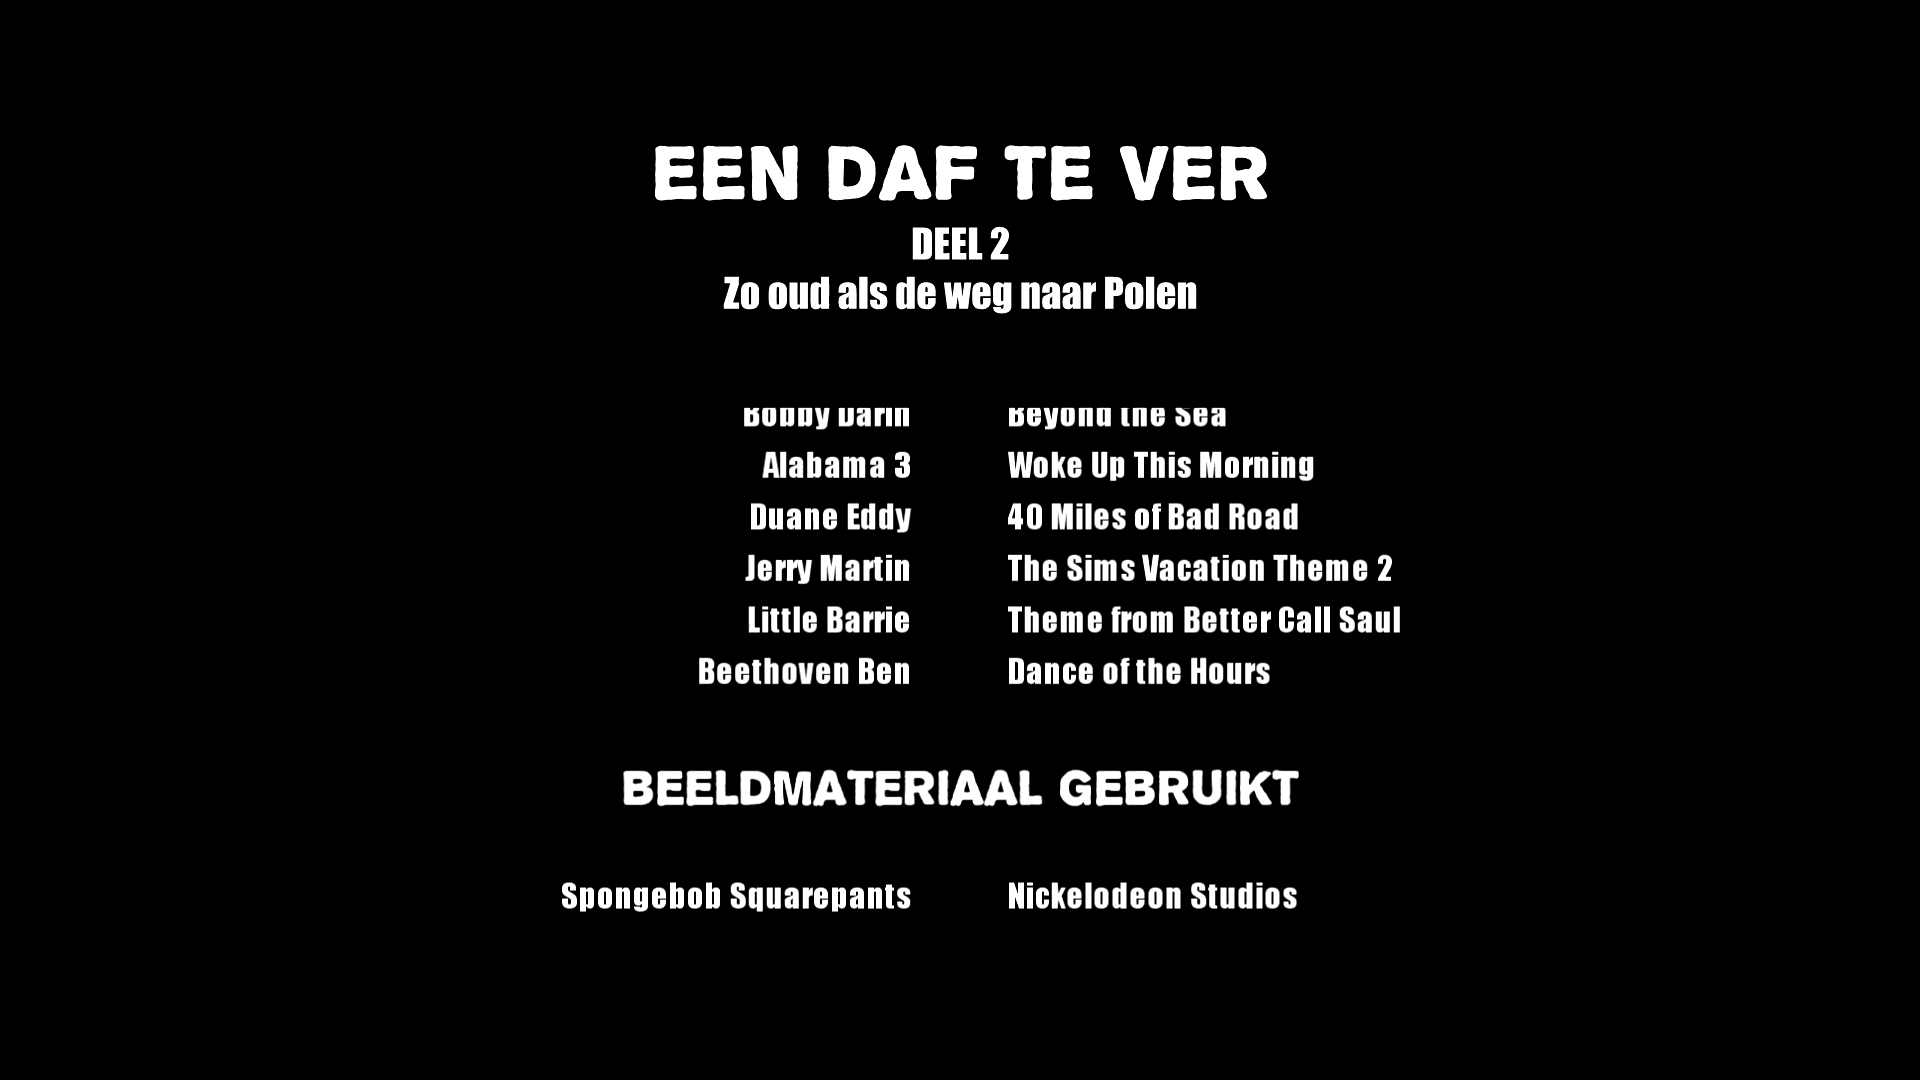 EEN DAF TE VER
DEEL 2
Zo oud als de weg naar Polen
Bobby Darin Beyond the Sea
Alabama 3 Woke Up This Morning
Duane Eddy 40 Miles of Bad Road
Jerry Martin The Sims Vacation Theme 2
Little Barrie Theme from Better Call Saul
Beethoven Ben Dance of the Hours
BEELDMATERIAAL GEBRUIKT
Spongebob Squarepants Nickelodeon Studios